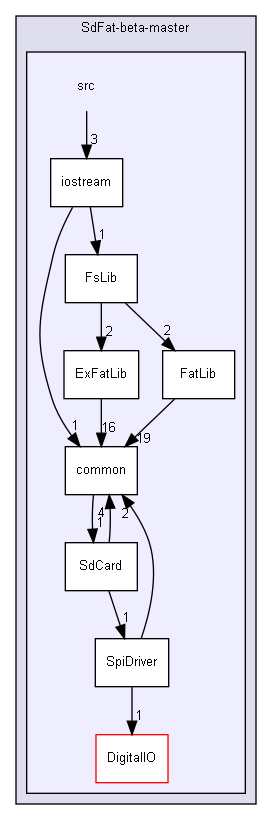 SdFat-beta-master
src
3
iostream
1
FsLib
2
2
ExFatLib
FatLib
1
16
19
common
4
2
1
SdCard
1
SpiDriver
1
DigitalIO